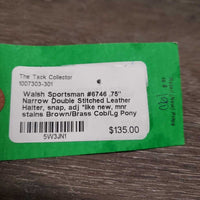 The Tack Collector
1007303-301
Walsh Sportsman #6746 .75"
Narrow Double Stitched Leather
Halter, snap, adj *like new, mnr
stains Brown/Brass Cob/Lg Pony
$135.00
5W3JN1